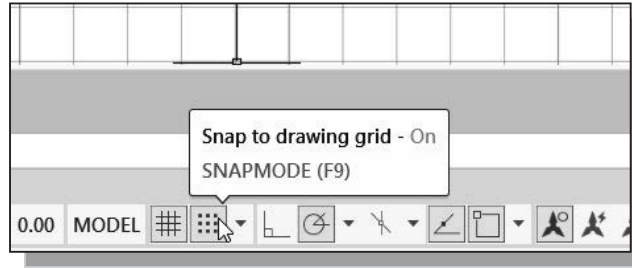 Snap to drawing grid - On
SNAPMODE (F9)
0.00 MODEL